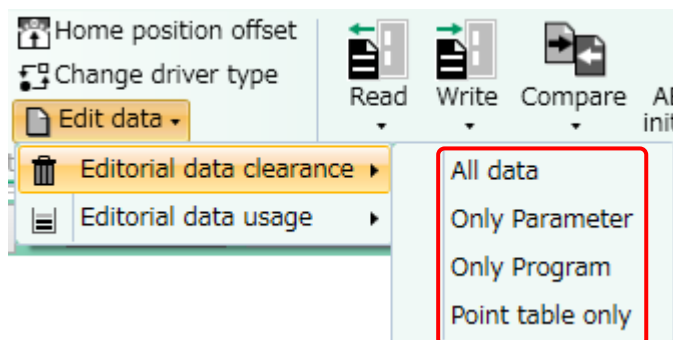 Home position offset
Change driver type
Edit data
Read
Write
Compare
Editorial data clearance
Editorial data usage
All data
Only Parameter
Only Program
Point table only